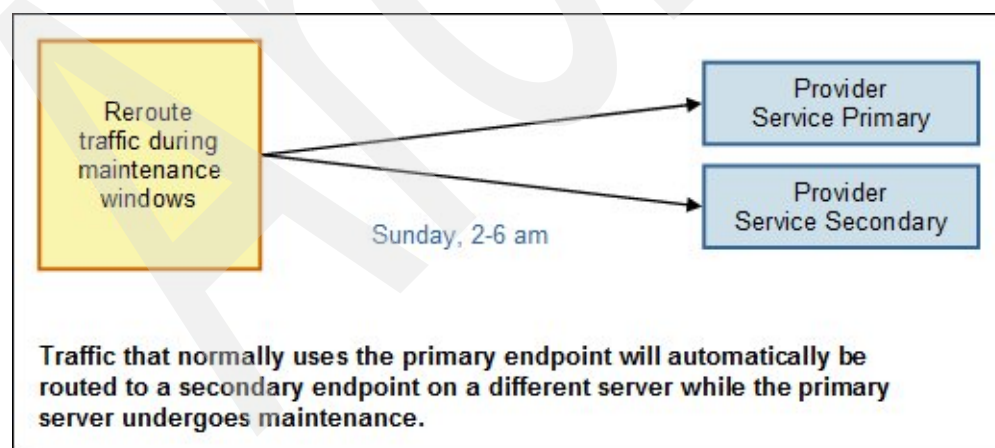 Reroute
traffic during
maintenance
windows
Provider
Service Primary
Provider
Service Secondary
Sunday, 2-6 am
Traffic that normally uses the primary endpoint will automatically be
routed to a secondary endpoint on a different server while the primary
server undergoes maintenance.